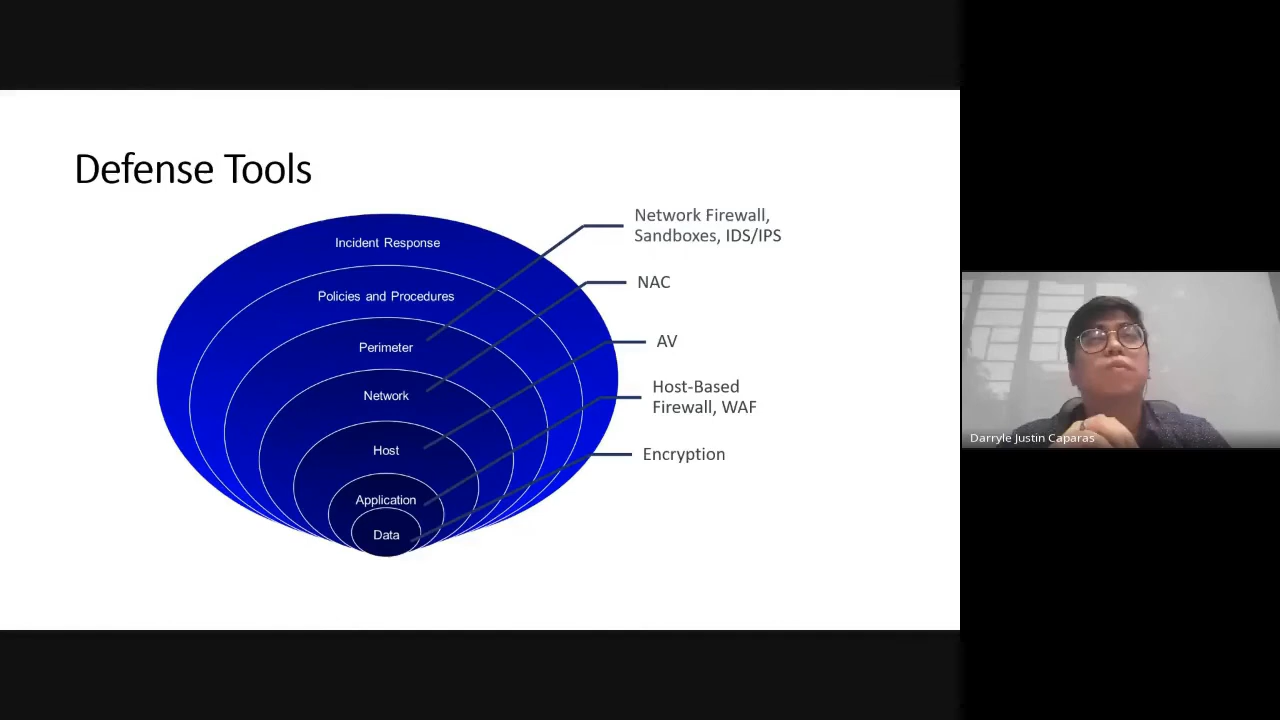 Defense Tools
Incident Response
Policies and Procedures
Perimeter
Network
Host
Application
Data
Network Firewall,
Sandboxes, IDS/IPS
NAC
AV
Host-Based
Firewall, WAF
Encryption
Darryle Justin Caparas